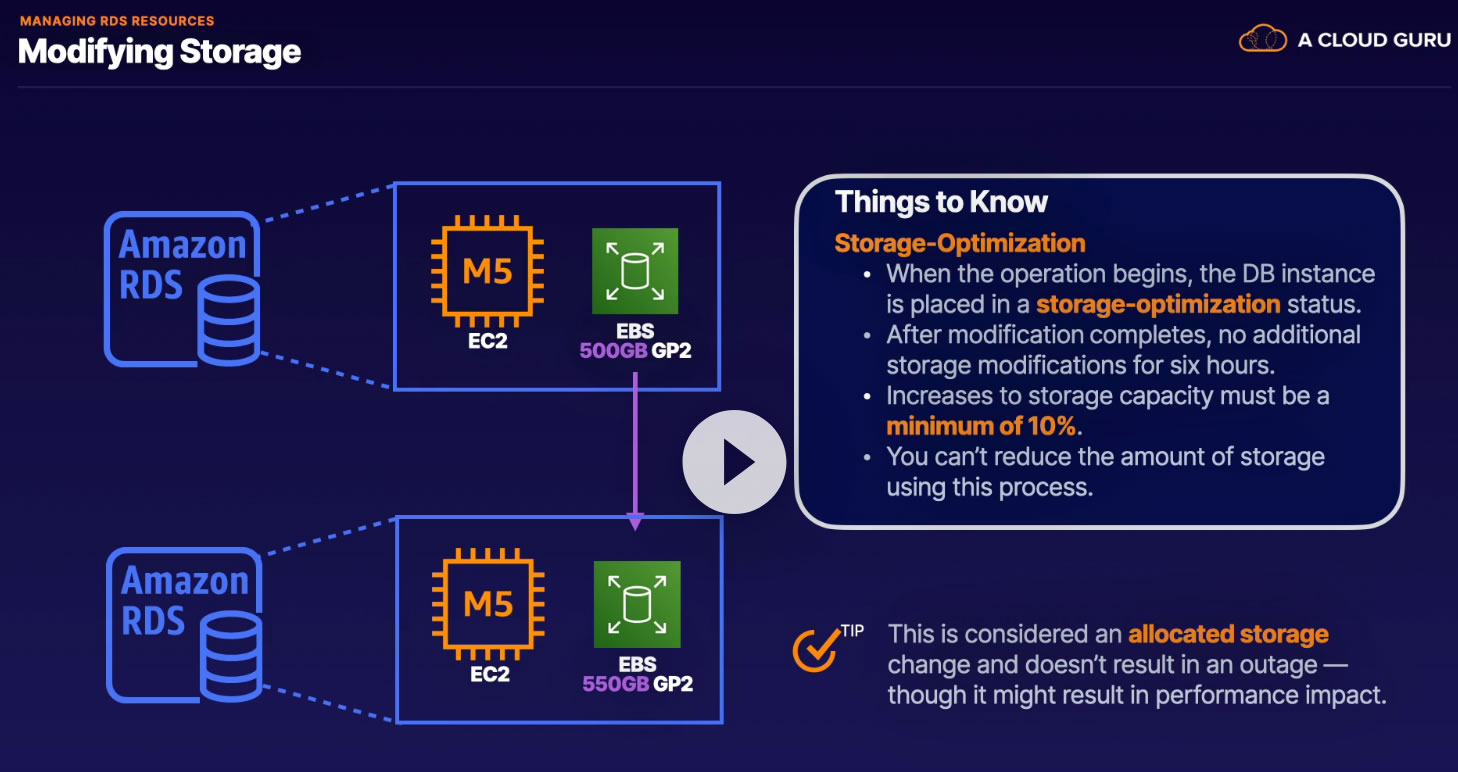 MANAGING RDS RESOURCES
Modifying Storage
A CLOUD GURU
Amazon
RDS
M5
EC2
EBS
500GB GP2
Things to Know
Storage-Optimization
• When the operation begins, the DB instance
is placed in a storage-optimization status.
• After modification completes, no additional
storage modifications for six hours.
• Increases to storage capacity must be a
minimum of 10%.
• You can’t reduce the amount of storage
using this process.
Amazon
RDS
M5
EC2
EBS
550GB GP2
TIP
This is considered an allocated storage
change and doesn’t result in an outage —
though it might result in performance impact.